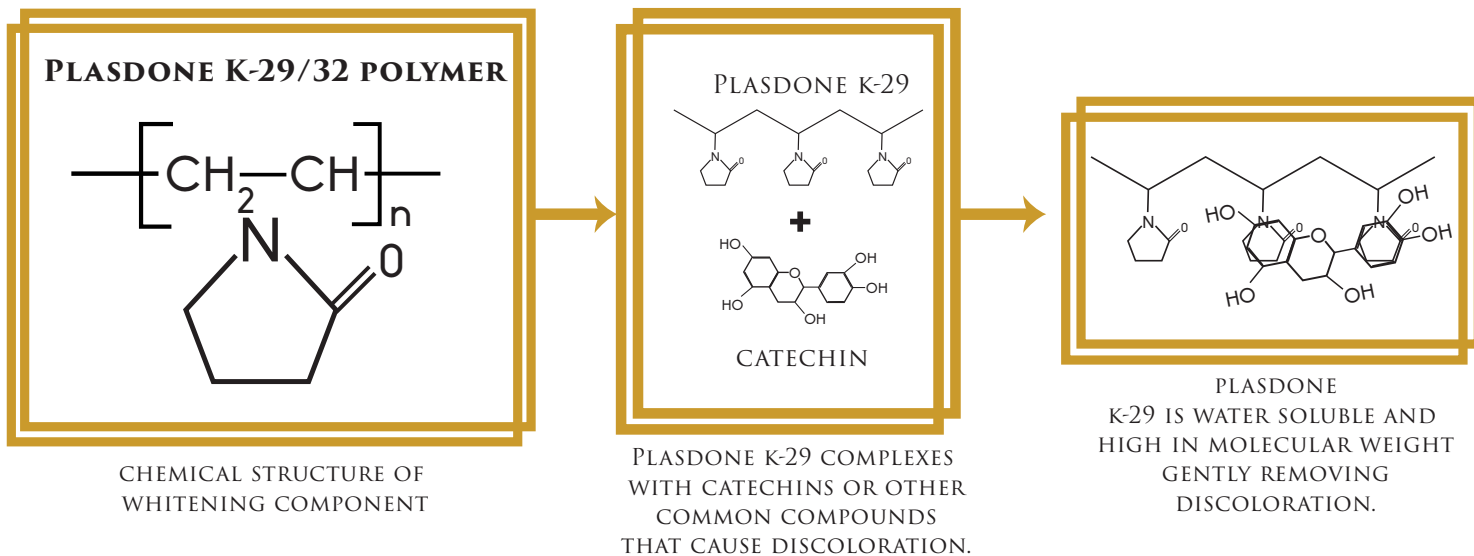 PLASDONE K-29/32 POLYMER
CH2
CH
n
N
O
CHEMICAL STRUCTURE OF
WHITENING COMPONENT
PLASDONE K-29
N
O
N
O
N
O
+
HO
O
OH
OH
HO
OH
CATECHIN
PLASDONE K-29 COMPLEXES
WITH CATECHINS OR OTHER
COMMON COMPOUNDS
THAT CAUSE DISCOLORATION.
N
O
HO
N
O
O
N
OH
O
OH
HO
OH
PLASDONE
K-29 IS WATER SOLUBLE AND
HIGH IN MOLECULAR WEIGHT
GENTLY REMOVING
DISCOLORATION.